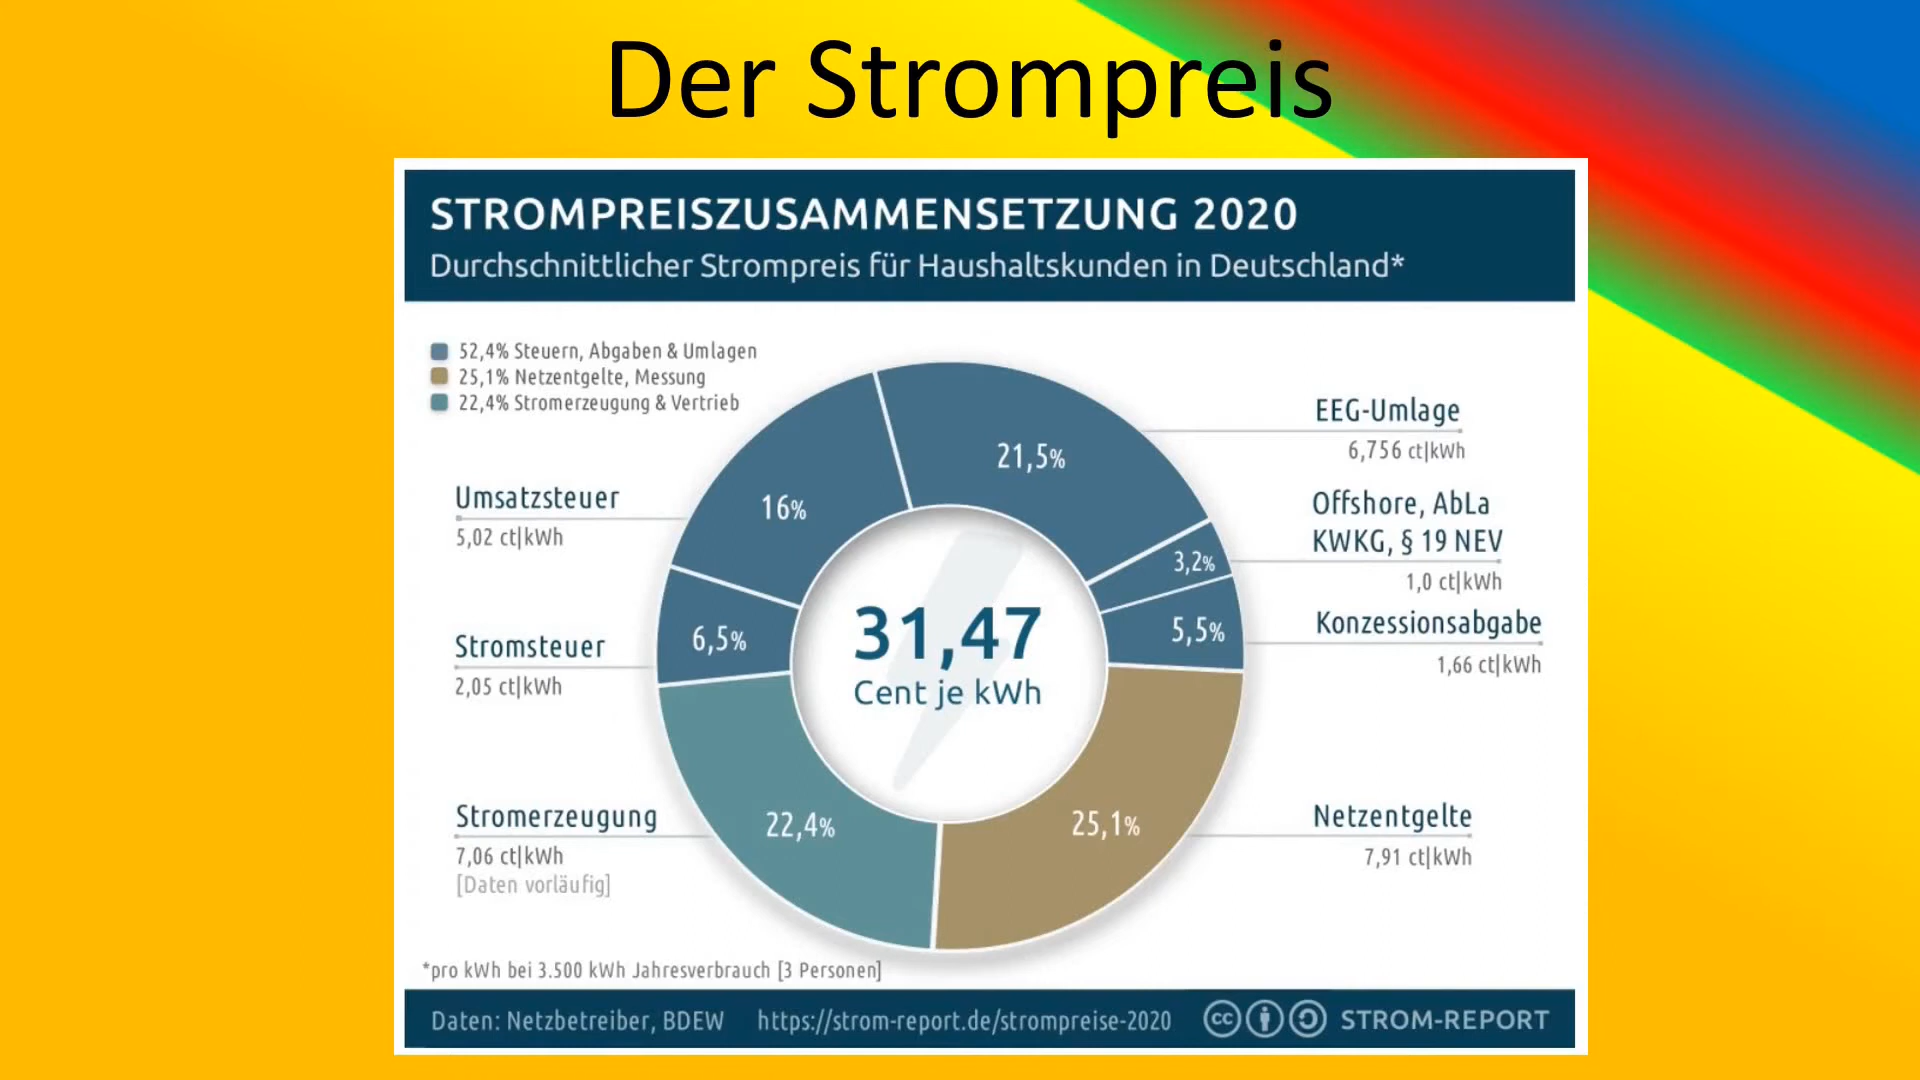 Der Strompreis
STROMPREISZUSAMMENSETZUNG 2020
Durchschnittlicher Strompreis für Haushaltskunden in Deutschland*
52,4% Steuern, Abgaben & Umlagen
25,1% Netzentgelte, Messung
22,4% Stromerzeugung & Vertrieb
Umsatzsteuer
5,02 ct|kWh
Stromsteuer
2,05 ct|kWh
Stromerzeugung
7,06 ct|kWh
[Daten vorläufig]
16%
21,5%
3,2%
5,5%
6,5%
22,4%
25,1%
31,47
Cent je kWh
EEG-Umlage
6,756 ct|kWh
Offshore, AbLa
KWKG, § 19 NEV
1,0 ct|kWh
Konzessionsabgabe
1,66 ct|kWh
Netzentgelte
7,91 ct|kWh
*pro kWh bei 3.500 kWh Jahresverbrauch [3 Personen]
Daten: Netzbetreiber, BDEW https://strom-report.de/strompreise-2020 cc STROM-REPORT